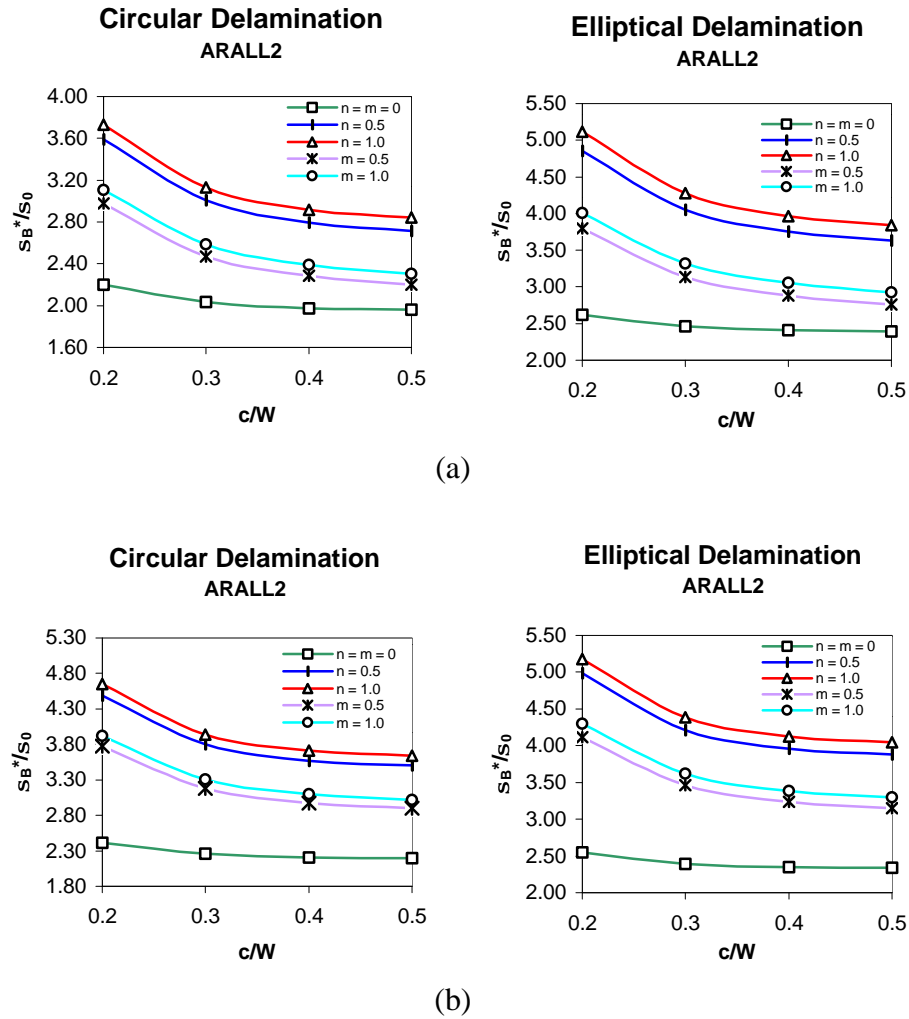 Circular Delamination
ARALL2
sB*/s0
4.00
3.60
3.20
2.80
2.40
2.00
1.60
0.2 0.3 0.4 0.5
c/W
n = m = 0
n = 0.5
n = 1.0
m = 0.5
m = 1.0
Elliptical Delamination
ARALL2
sB*/s0
5.50
5.00
4.50
4.00
3.50
3.00
2.50
2.00
0.2 0.3 0.4 0.5
c/W
n = m = 0
n = 0.5
n = 1.0
m = 0.5
m = 1.0
(a)
Circular Delamination
ARALL2
sB*/s0
5.30
4.80
4.30
3.80
3.30
2.80
2.30
1.80
0.2 0.3 0.4 0.5
c/W
n = m = 0
n = 0.5
n = 1.0
m = 0.5
m = 1.0
Elliptical Delamination
ARALL2
sB*/s0
5.50
5.00
4.50
4.00
3.50
3.00
2.50
2.00
0.2 0.3 0.4 0.5
c/W
n = m = 0
n = 0.5
n = 1.0
m = 0.5
m = 1.0
(b)